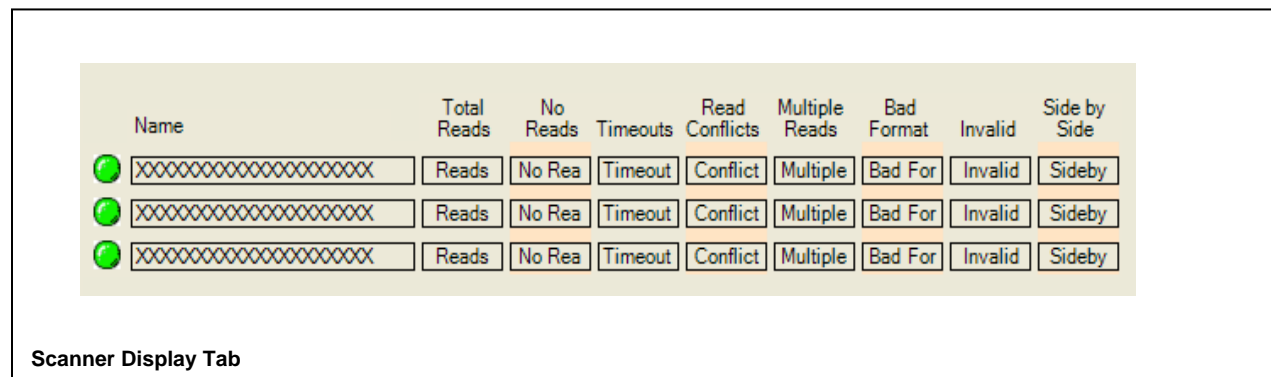 Name Total Reads No Reads Timeouts Read Conflicts Multiple Reads Bad Format Invalid Side by Side
XXXXXXXXXXXXXXXXXXXX Reads No Rea Timeout Conflict Multiple Bad For Invalid Sideby
XXXXXXXXXXXXXXXXXXXX Reads No Rea Timeout Conflict Multiple Bad For Invalid Sideby
XXXXXXXXXXXXXXXXXXXX Reads No Rea Timeout Conflict Multiple Bad For Invalid Sideby
Scanner Display Tab